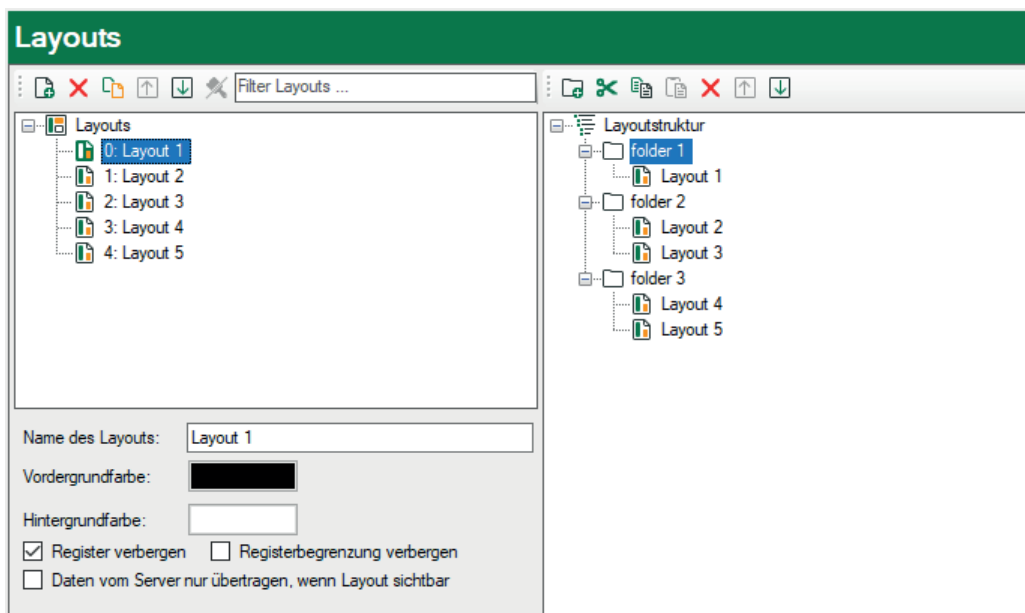 Layouts
Filter Layouts ...
Layouts
0: Layout 1
1: Layout 2
2: Layout 3
3: Layout 4
4: Layout 5
Name des Layouts: Layout 1
Vordergrundfarbe:
Hintergrundfarbe:
Register verbergen Registerbegrenzung verbergen
Daten vom Server nur übertragen, wenn Layout sichtbar
Layoutstruktur
folder 1
Layout 1
folder 2
Layout 2
Layout 3
folder 3
Layout 4
Layout 5